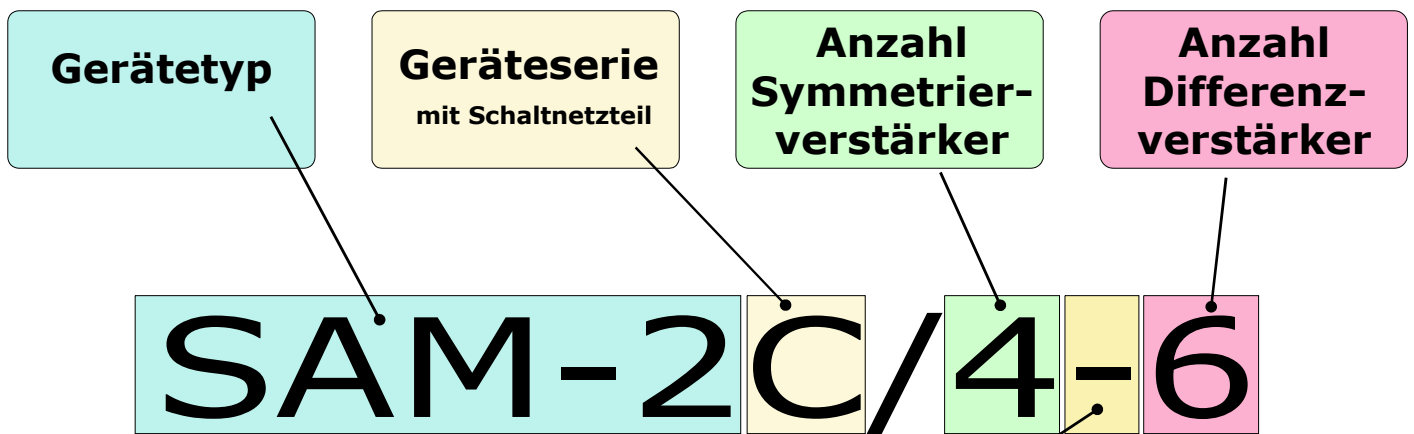 Gerätetyp
Geräteserie
mit Schaltnetzteil
Anzahl
Symmetrier-
verstärker
Anzahl
Differenz-
verstärker
SAM-2C/4-6